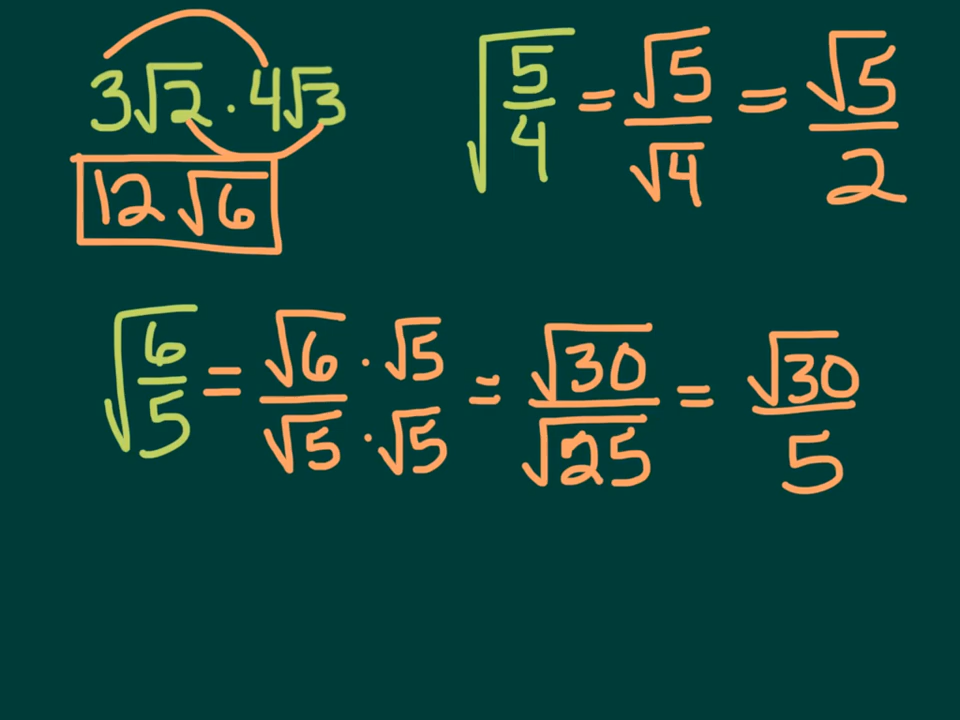 3√2 · 4√3
12√6
√(5/4) = √5/√4 = √5/2
√(6/5) = (√6 · √5)/(√5 · √5) = √30/√25 = √30/5